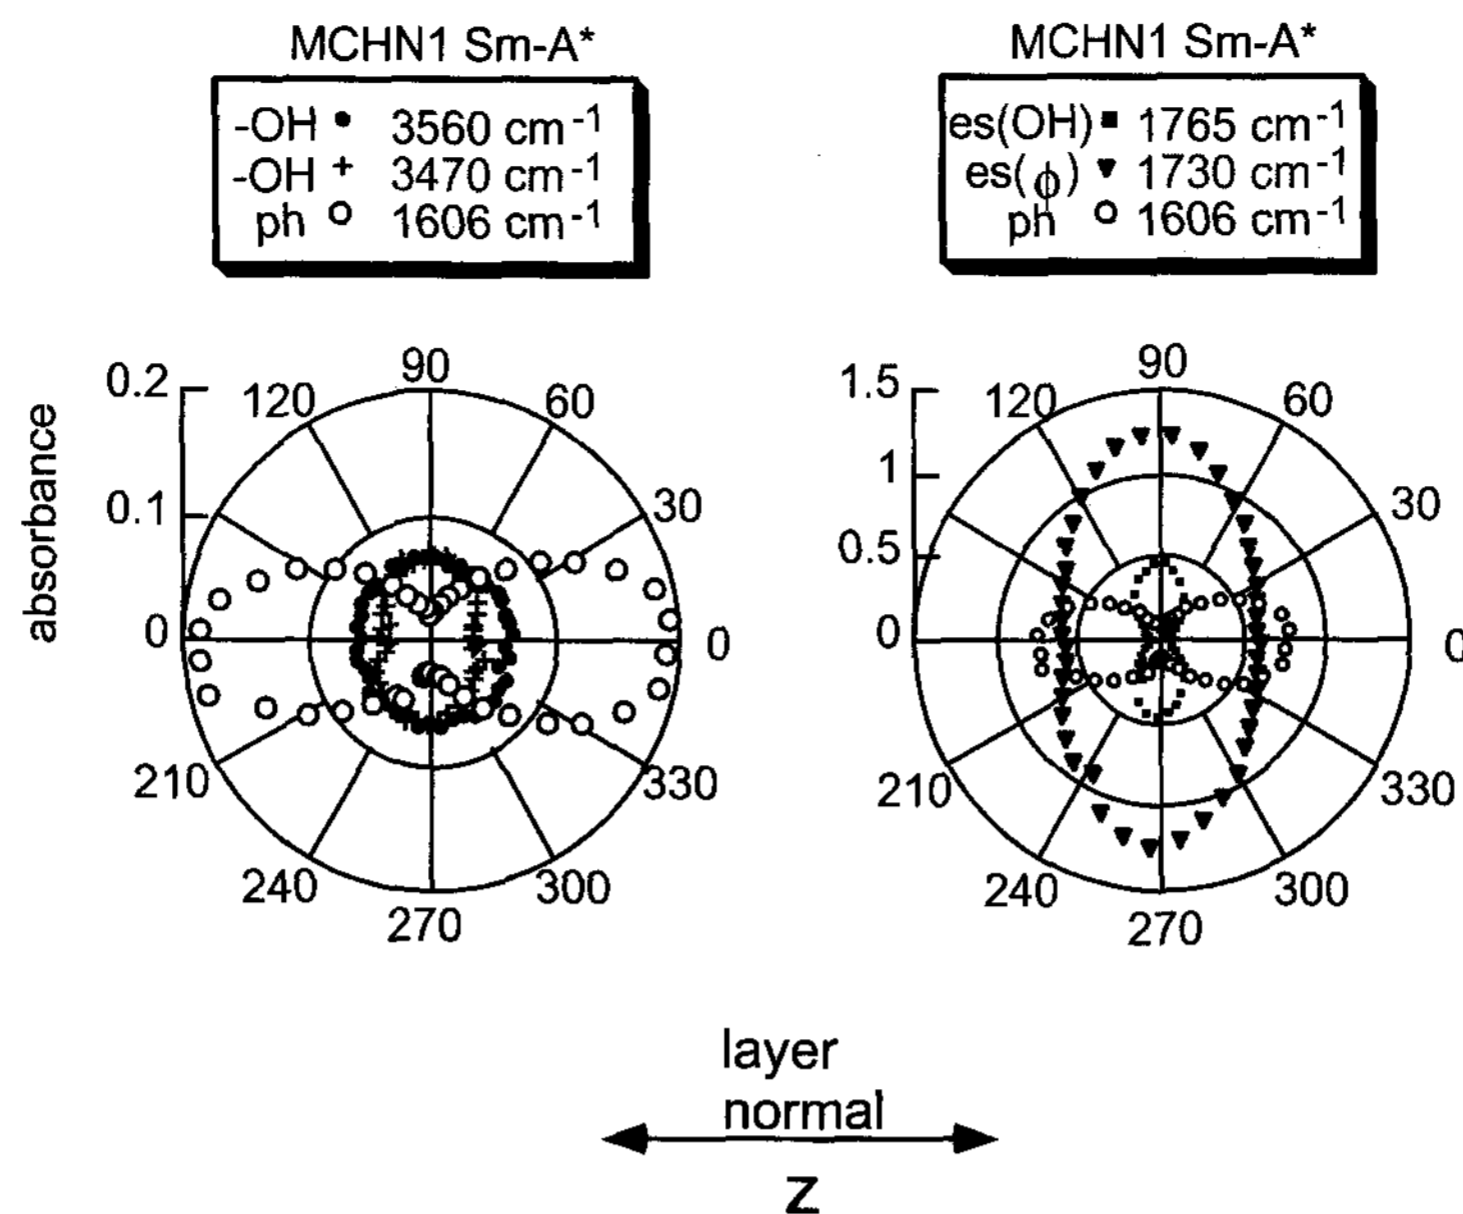 MCHN1 Sm-A*
-OH • 3560 cm-1
-OH + 3470 cm-1
ph o 1606 cm-1
MCHN1 Sm-A*
es(OH) ▪ 1765 cm-1
es(ϕ) ▼ 1730 cm-1
ph o 1606 cm-1
absorbance
0.2
0.1
0
90
60
30
0
330
300
270
240
210
120
1.5
1
0.5
0
90
60
30
0
330
300
270
240
210
120
layer
normal
Z